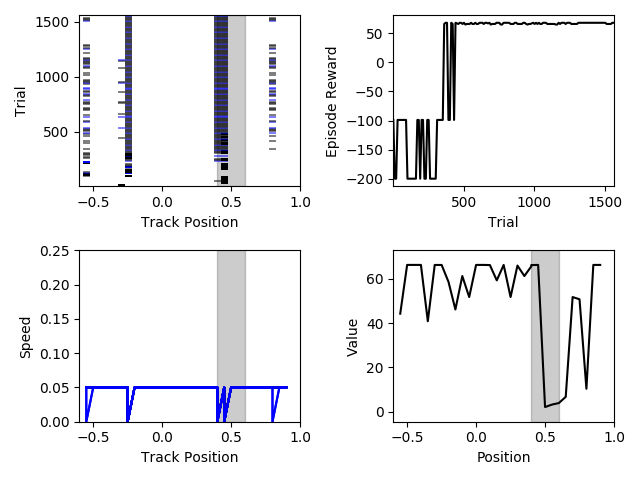 1500
1000
500
Trial
−0.5 0.0 0.5 1.0
Track Position
50
0
−50
−100
−150
−200
Episode Reward
500 1000 1500
Trial
0.25
0.20
0.15
0.10
0.05
0.00
Speed
−0.5 0.0 0.5 1.0
Track Position
60
40
20
0
Value
−0.5 0.0 0.5 1.0
Position